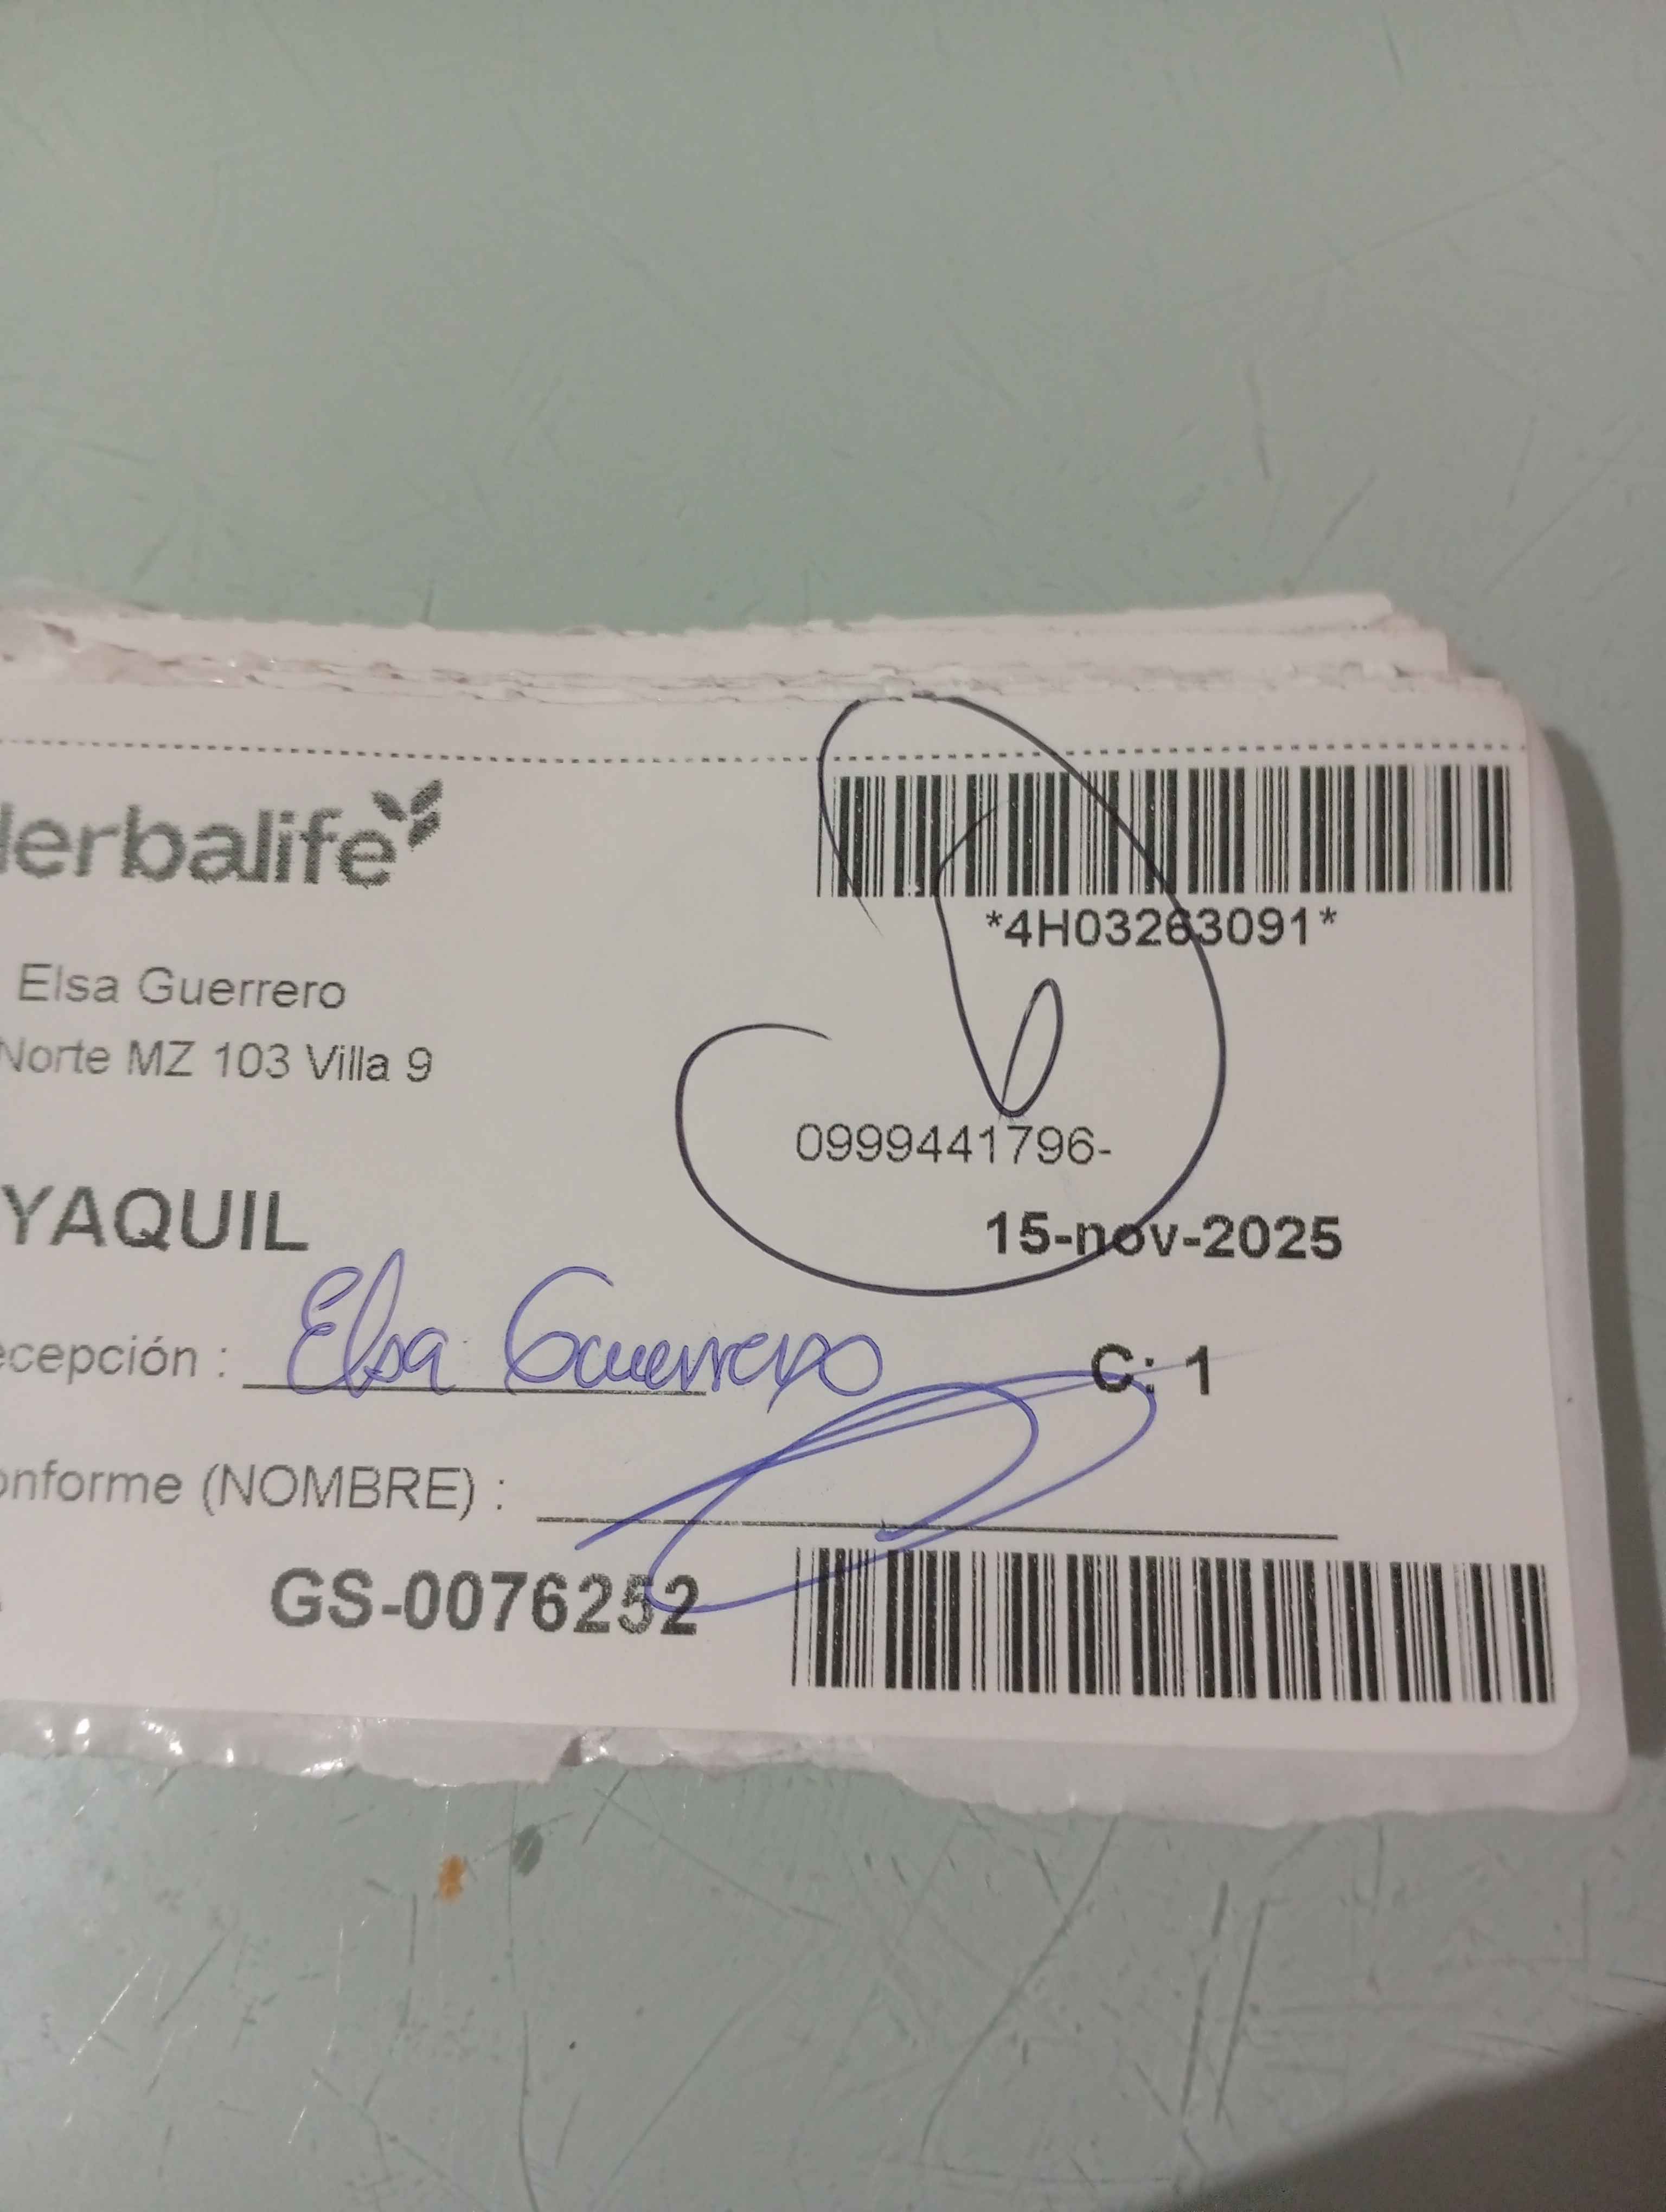 Herbalife
*4H03263091*
Elsa Guerrero
Norte MZ 103 Villa 9
0999441796-
YAQUIL
15-nov-2025
ecepción : Elsa Guerrero
C: 1
onforme (NOMBRE) :
GS-0076252